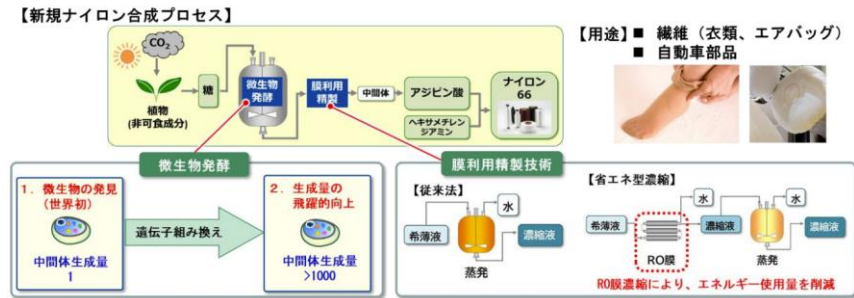 【新規ナイロン合成プロセス】
CO2
植物
(非可食成分)
糖
微生物
発酵
膜利用
精製
中間体
アジピン酸
ヘキサメチレン
ジアミン
ナイロン
66
【用途】■ 繊維(衣類、エアバッグ)
■ 自動車部品
微生物発酵
1. 微生物の発見
(世界初)
中間体生成量
1
遺伝子組み換え
2. 生成量の
飛躍的向上
中間体生成量
>1000
膜利用精製技術
【従来法】
希薄液
水
濃縮液
蒸発
【省エネ型濃縮】
希薄液
水
RO膜
濃縮液
水
濃縮液
蒸発
RO膜濃縮により、エネルギー使用量を削減